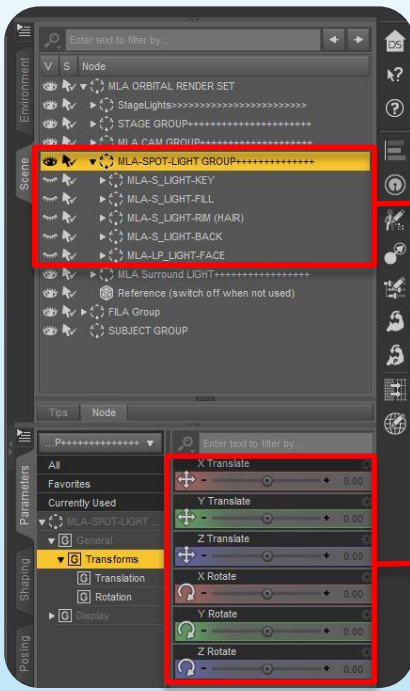 Enter text to filter by...
V S Node
MLA ORBITAL RENDER SET
StageLights>>>>>>>>>>>>>>>>>>>>>>>
STAGE GROUP++++++++++++++++++++++
MLA CAM GROUP++++++++++++++++++++
MLA-SPOT-LIGHT GROUP++++++++++++++
MLA-S_LIGHT-KEY
MLA-S_LIGHT-FILL
MLA-S_LIGHT-RIM (HAIR)
MLA-S_LIGHT-BACK
MLA-LP_LIGHT-FACE
MLA Surround LIGHT+++++++++++++++++
Reference (switch off when not used)
FILA Group
SUBJECT GROUP
Environment
Scene
DS
?
?
Tips Node
...P++++++++++++++
Enter text to filter by...
All
Favorites
Currently Used
MLA-SPOT-LIGHT ...
G General
G Transforms
G Translation
G Rotation
G Display
Parameters
Shaping
Posing
X Translate
- + 0.00
Y Translate
- + 0.00
Z Translate
- + 0.00
X Rotate
- + 0.00
Y Rotate
- + 0.00
Z Rotate
- + 0.00